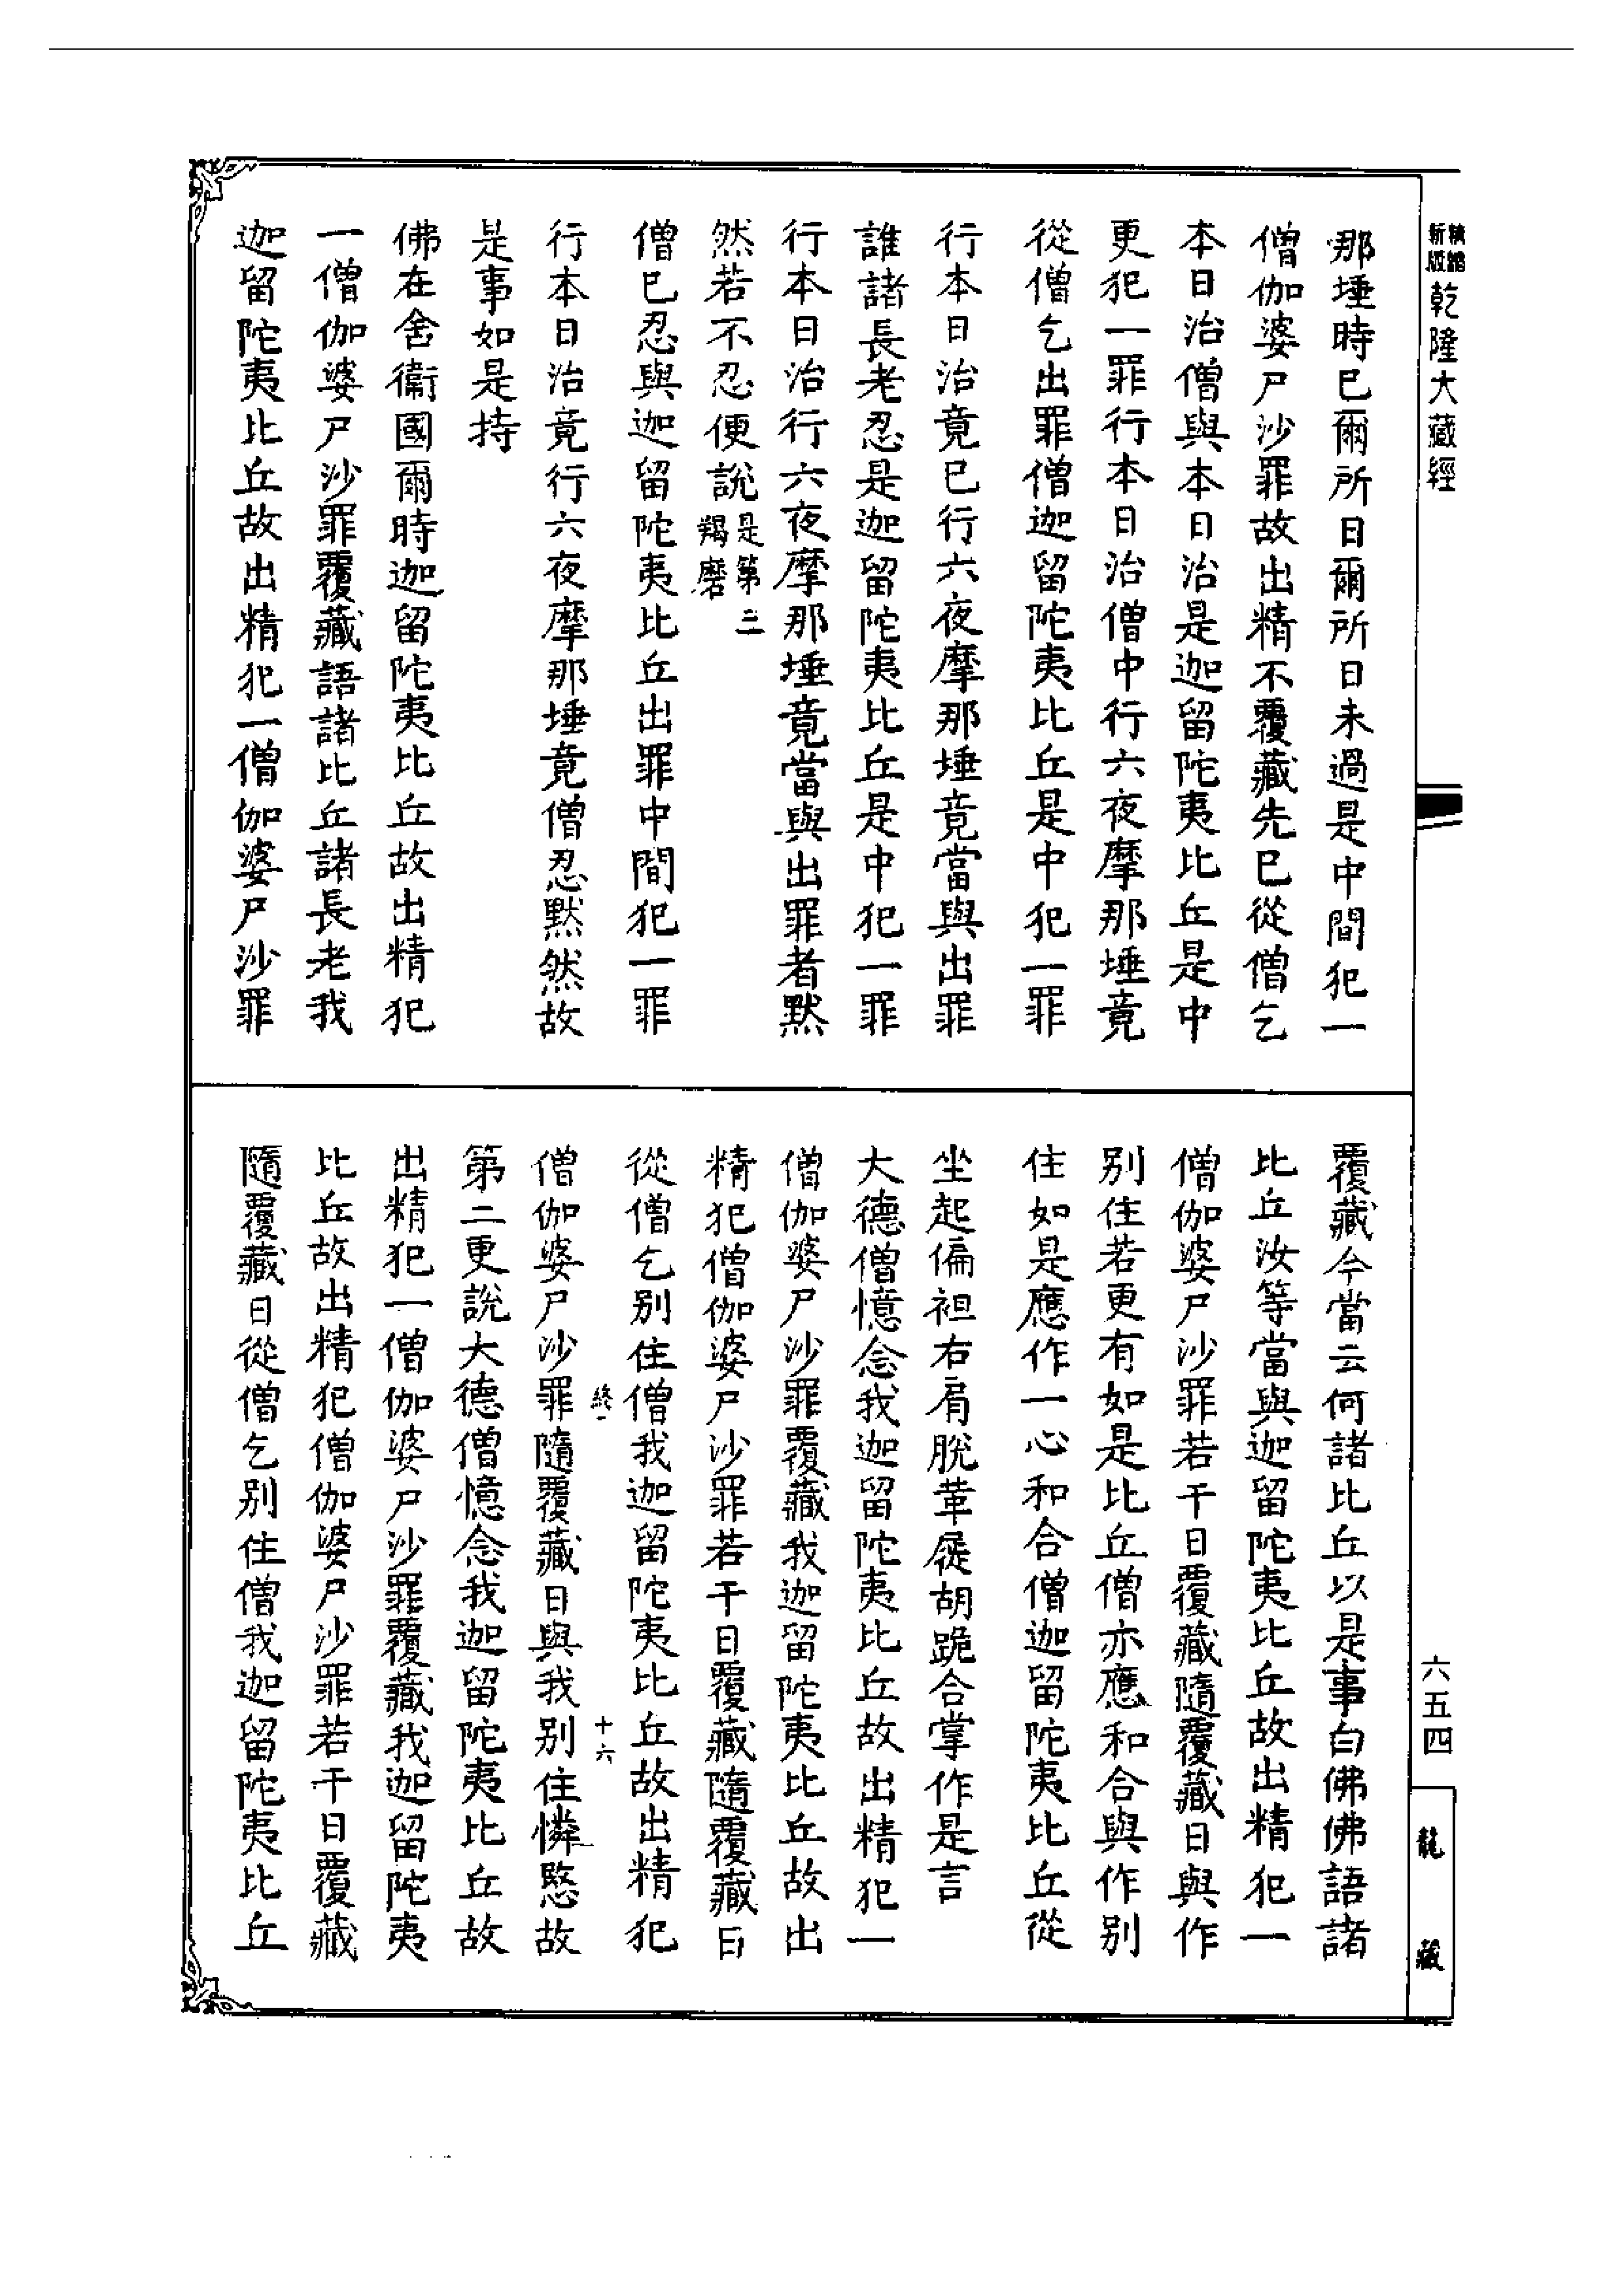 精縮新版乾隆大藏經
那埵時已爾所日爾所日未過是中間犯一
僧伽婆尸沙罪故出精不覆藏先已從僧乞
本日治僧與本日治是迦留陀夷比丘是中
更犯一罪行本日治僧中行六夜摩那埵竟
從僧乞出罪僧迦留陀夷比丘是中犯一罪
行本日治竟已行六夜摩那埵竟當與出罪
誰諸長老忍是迦留陀夷比丘是中犯一罪
行本日治行六夜摩那埵竟當與出罪者默
然若不忍便說是第三羯磨
僧已忍與迦留陀夷比丘出罪中間犯一罪
行本日治竟行六夜摩那埵竟僧忍默然故
是事如是持
佛在舍衛國爾時迦留陀夷比丘故出精犯
一僧伽婆尸沙罪覆藏語諸比丘諸長老我
迦留陀夷比丘故出精犯一僧伽婆尸沙罪
覆藏今當云何諸比丘以是事白佛佛語諸
比丘汝等當與迦留陀夷比丘故出精犯一
僧伽婆尸沙罪若干日覆藏隨覆藏日與作
別住若更有如是比丘僧亦應和合與作別
住如是應作一心和合僧迦留陀夷比丘從
坐起偏袒右肩脫革屣胡跪合掌作是言
大德僧憶念我迦留陀夷比丘故出精犯一
僧伽婆尸沙罪覆藏我迦留陀夷比丘故出
精犯僧伽婆尸沙罪若干日覆藏隨覆藏日
從僧乞別住僧我迦留陀夷比丘故出精犯
十六
僧伽婆尸沙罪隨覆藏日與我別住憐愍故
第二更說大德僧憶念我迦留陀夷比丘故
出精犯一僧伽婆尸沙罪覆藏我迦留陀夷
比丘故出精犯僧伽婆尸沙罪若干日覆藏
隨覆藏日從僧乞別住僧我迦留陀夷比丘
六五四
龍藏